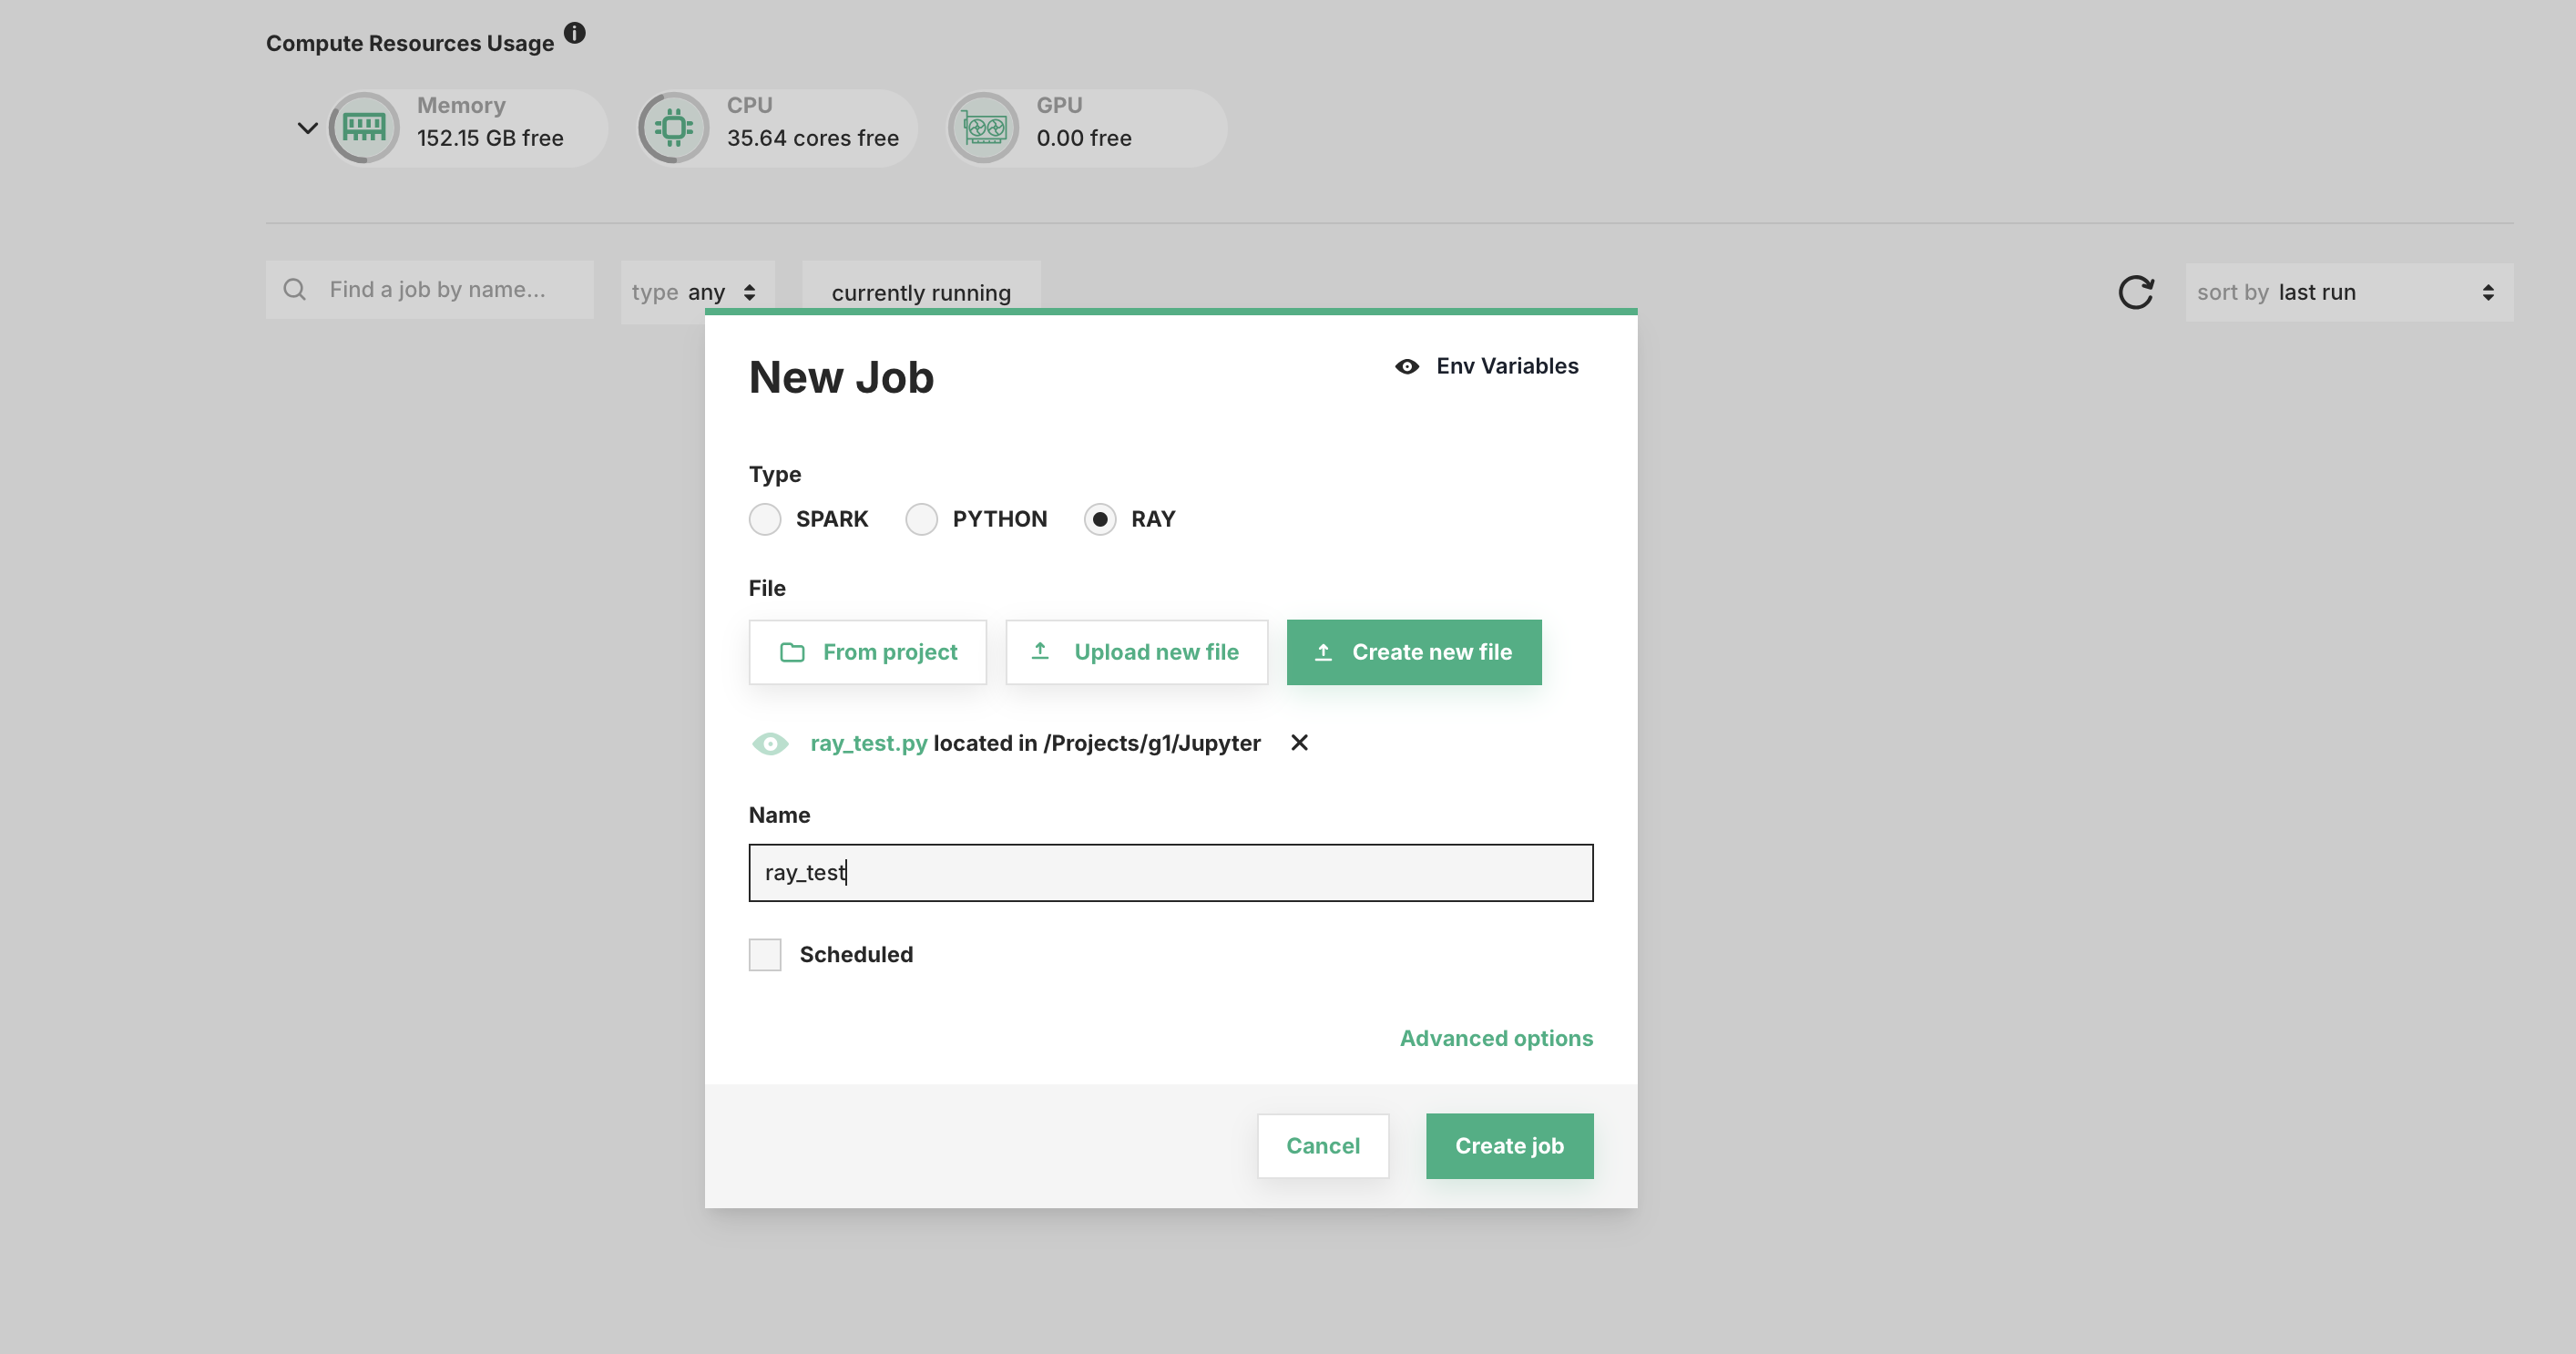 Compute Resources Usage
Memory
152.15 GB free
CPU
35.64 cores free
GPU
0.00 free
Find a job by name...
type any
currently running
sort by last run
New Job
Env Variables
Type
SPARK PYTHON RAY
File
From project Upload new file Create new file
ray_test.py located in /Projects/g1/Jupyter
Name
ray_test
Scheduled
Advanced options
Cancel Create job